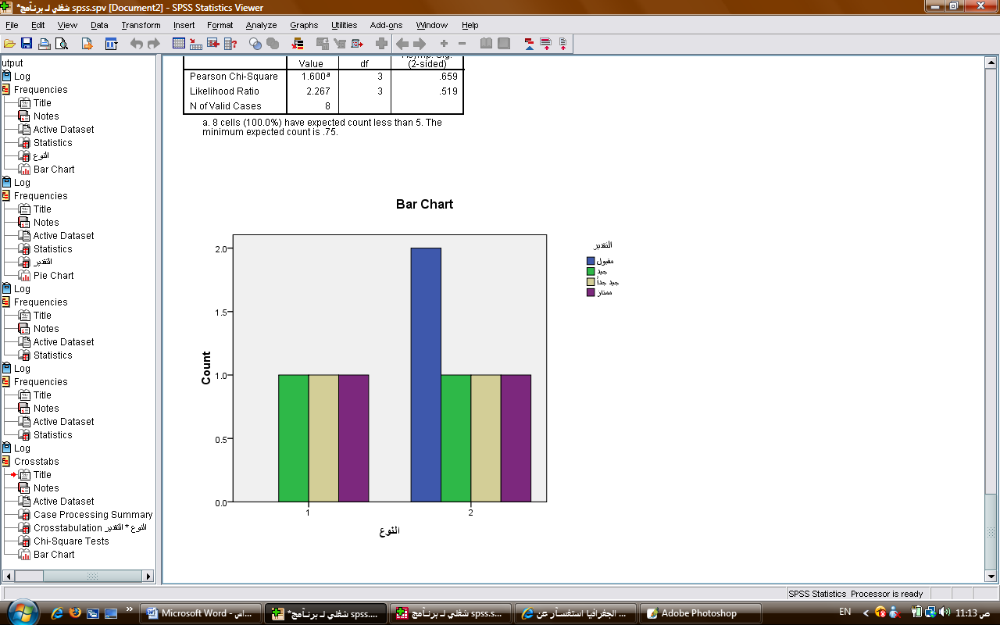 *شغلي لـ برنـآمج spss.spv [Document2] - SPSS Statistics Viewer
File Edit View Data Transform Insert Format Analyze Graphs Utilities Add-ons Window Help
utput
Log
Frequencies
Title
Notes
Active Dataset
Statistics
النوع
Bar Chart
Log
Frequencies
Title
Notes
Active Dataset
Statistics
التقدير
Pie Chart
Log
Frequencies
Title
Notes
Active Dataset
Statistics
Log
Frequencies
Title
Notes
Active Dataset
Statistics
Log
Crosstabs
Title
Notes
Active Dataset
Case Processing Summary
Crosstabulation النوع * التقدير
Chi-Square Tests
Bar Chart
Value df Asymp. Sig. (2-sided)
Pearson Chi-Square 1.600a 3 .659
Likelihood Ratio 2.267 3 .519
N of Valid Cases 8
a. 8 cells (100.0%) have expected count less than 5. The
minimum expected count is .75.
Bar Chart
التقدير
مقبول
جيد
جيد جداً
ممتاز
2.0
1.5
1.0
0.5
0.0
Count
1 2
النوع
SPSS Statistics Processor is ready
Microsoft Word - اس...
*شغلي لـ برنـآمج spss....
شغلي لـ برنـآمج spss.s...
الجغرافيا استفسـآر عن ...
Adobe Photoshop
EN
11:13 ص